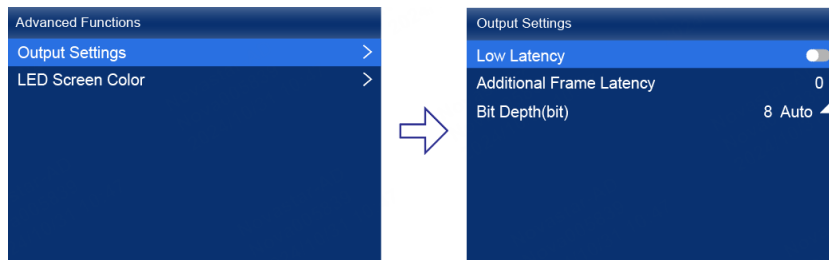 Advanced Functions
Output Settings
LED Screen Color
Output Settings
Low Latency
Additional Frame Latency 0
Bit Depth(bit) 8 Auto